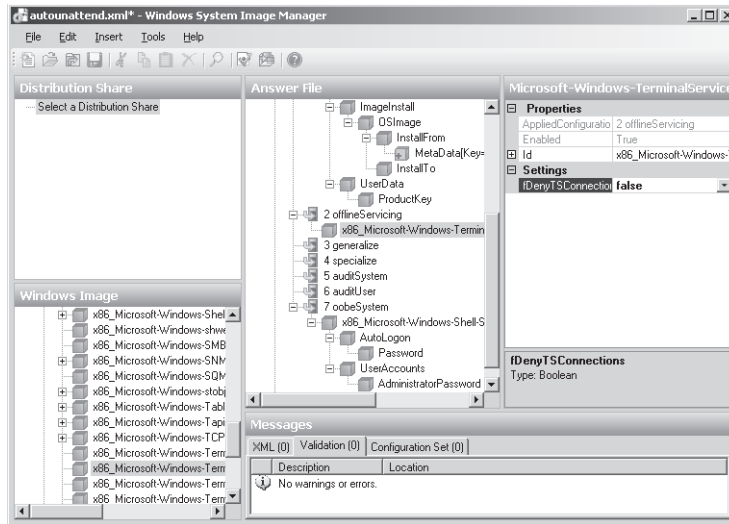 autounattend.xml* - Windows System Image Manager
File Edit Insert Tools Help
Distribution Share
Select a Distribution Share
Windows Image
x86_Microsoft-Windows-Shel
x86_Microsoft-Windows-shwe
x86_Microsoft-Windows-SMB
x86_Microsoft-Windows-SNM
x86_Microsoft-Windows-SQM
x86_Microsoft-Windows-stobj
x86_Microsoft-Windows-Tabl
x86_Microsoft-Windows-Tapi
x86_Microsoft-Windows-TCP
x86_Microsoft-Windows-Term
x86_Microsoft-Windows-Term
x86_Microsoft-Windows-Term
x86_Microsoft-Windows-Term
Answer File
ImageInstall
OSImage
InstallFrom
MetaData[Key=
InstallTo
UserData
ProductKey
2 offlineServicing
x86_Microsoft-Windows-Termin
3 generalize
4 specialize
5 auditSystem
6 auditUser
7 oobeSystem
x86_Microsoft-Windows-Shell-S
AutoLogon
Password
UserAccounts
AdministratorPassword
Microsoft-Windows-TerminalService
Properties
AppliedConfiguratio 2 offlineServicing
Enabled True
Id x86_Microsoft-Windows-
Settings
fDenyTSConnection false
fDenyTSConnections
Type: Boolean
Messages
XML (0) Validation (0) Configuration Set (0)
Description Location
No warnings or errors.